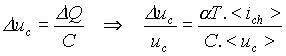 Δu_c = ΔQ / C ⇒ Δu_c / u_c = αT.<i_ch> / C.<u_c>